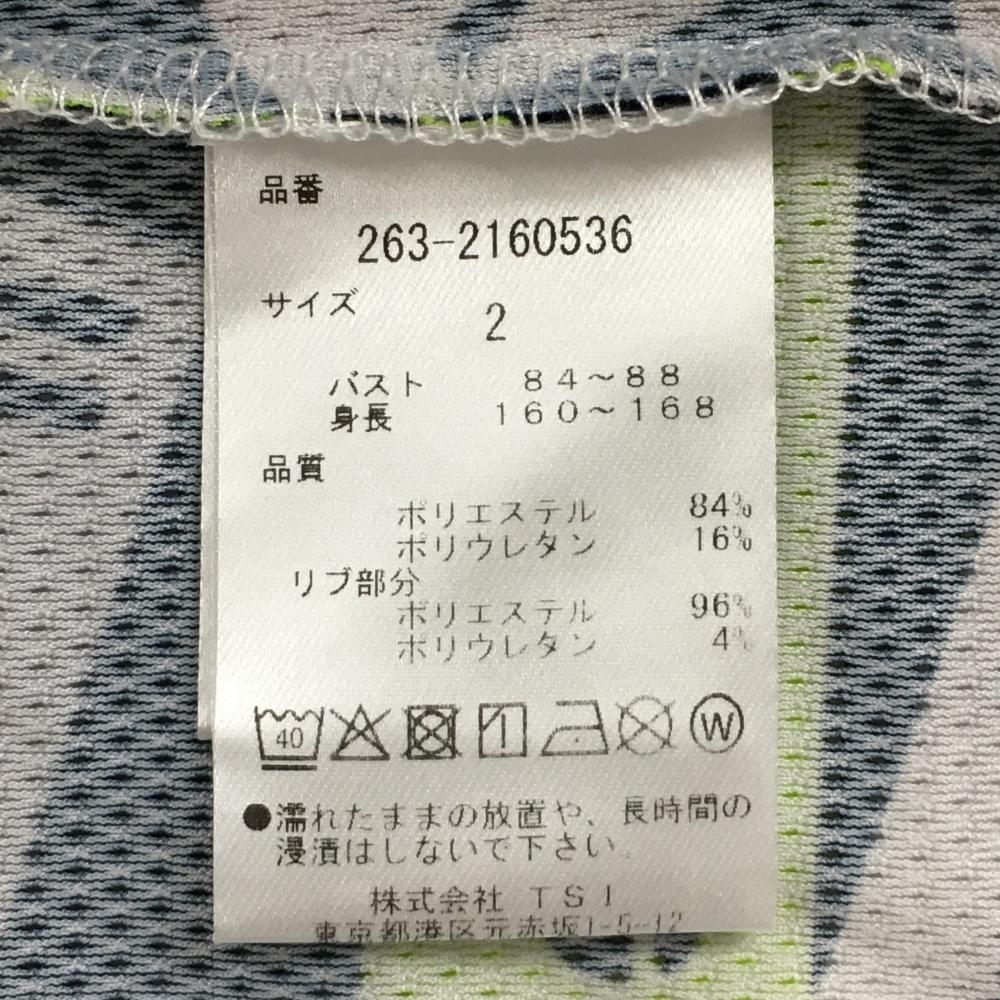 品番
263-2160536
サイズ 2
バスト 84～88
身長 160～168
品質
ポリエステル 84%
ポリウレタン 16%
リブ部分
ポリエステル 96%
ポリウレタン 4%
40 W
●濡れたままの放置や、長時間の
浸漬はしないで下さい。
株式会社 TSI
東京都港区元赤坂1-5-12